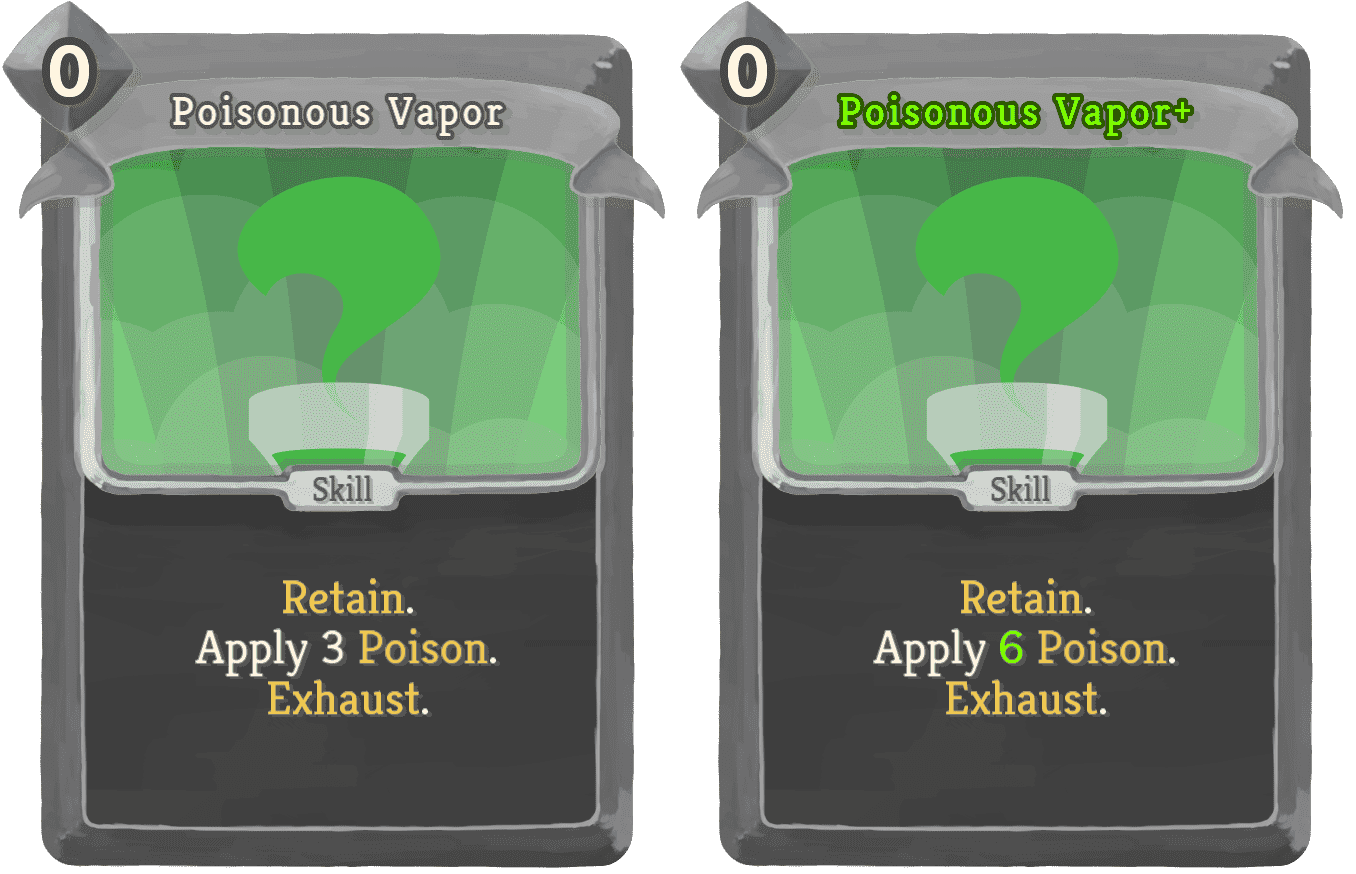 0
Poisonous Vapor
Skill
Retain.
Apply 3 Poison.
Exhaust.
0
Poisonous Vapor+
Skill
Retain.
Apply 6 Poison.
Exhaust.